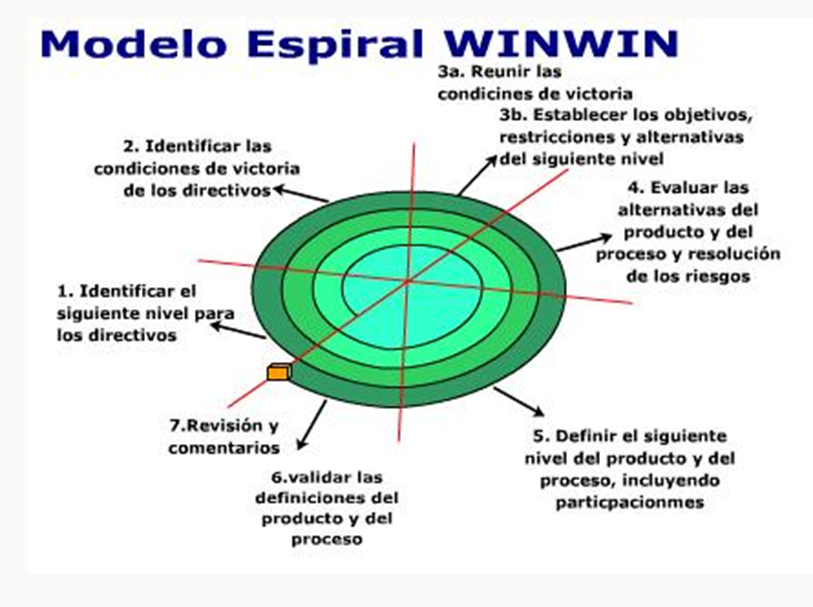 Modelo Espiral WINWIN
3a. Reunir las
condicines de victoria
3b. Establecer los objetivos,
restricciones y alternativas
del siguiente nivel
2. Identificar las
condiciones de victoria
de los directivos
4. Evaluar las
alternativas del
producto y del
proceso y resolución
de los riesgos
1. Identificar el
siguiente nivel para
los directivos
7.Revisión y
comentarios
5. Definir el siguiente
nivel del producto y del
proceso, incluyendo
particpacionmes
6.validar las
definiciones del
producto y del
proceso